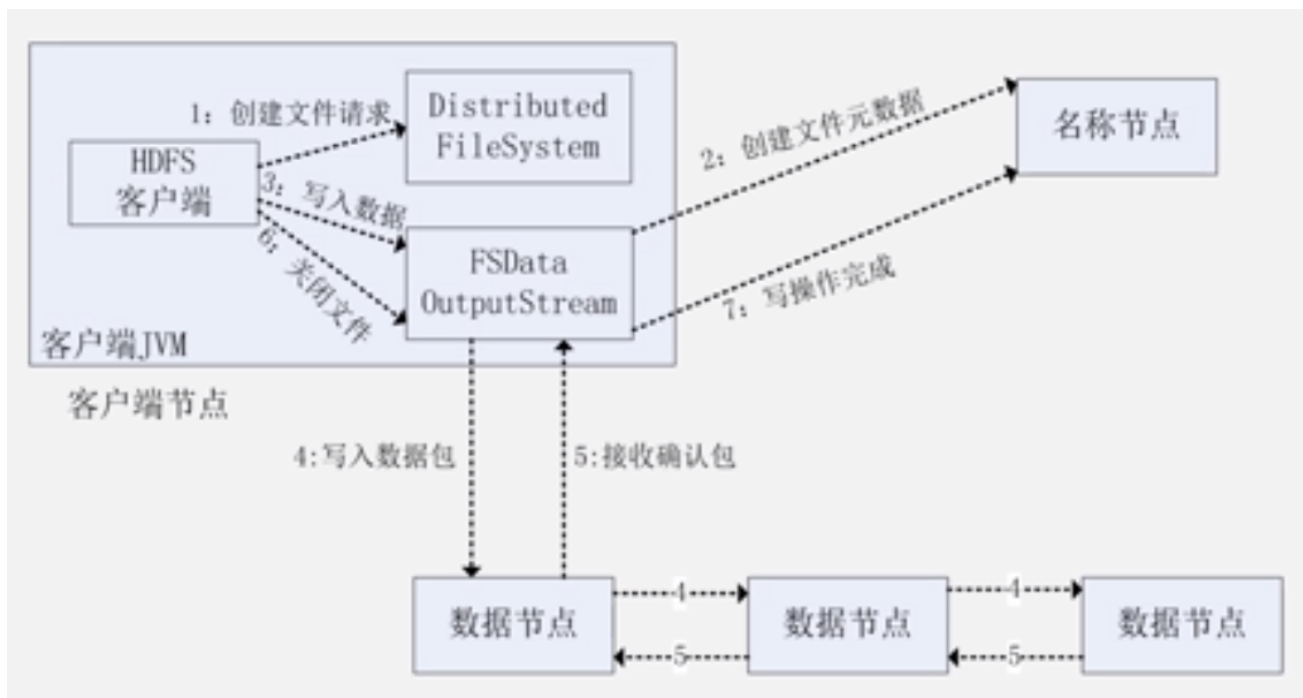 1: 创建文件请求
Distributed
FileSystem
2: 创建文件元数据
名称节点
HDFS
客户端
3: 写入数据
FSData
OutputStream
6: 关闭文件
7: 写操作完成
客户端JVM
客户端节点
4:写入数据包
5:接收确认包
数据节点
4
数据节点
4
数据节点
5
5